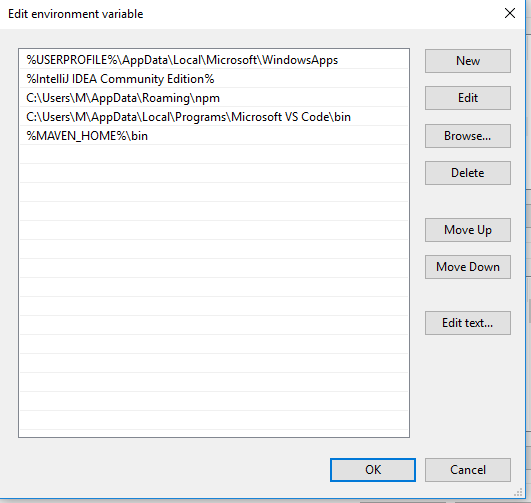 Edit environment variable
%USERPROFILE%\AppData\Local\Microsoft\WindowsApps
%IntelliJ IDEA Community Edition%
C:\Users\M\AppData\Roaming\npm
C:\Users\M\AppData\Local\Programs\Microsoft VS Code\bin
%MAVEN_HOME%\bin
New
Edit
Browse...
Delete
Move Up
Move Down
Edit text...
OK
Cancel